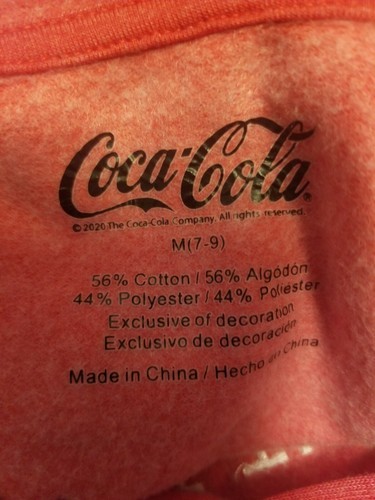 Coca-Cola®
© 2020 The Coca-Cola Company. All rights reserved.
M(7-9)
56% Cotton / 56% Algodón
44% Polyester / 44% Poliéster
Exclusive of decoration
Exclusivo de decoración
Made in China / Hecho en China